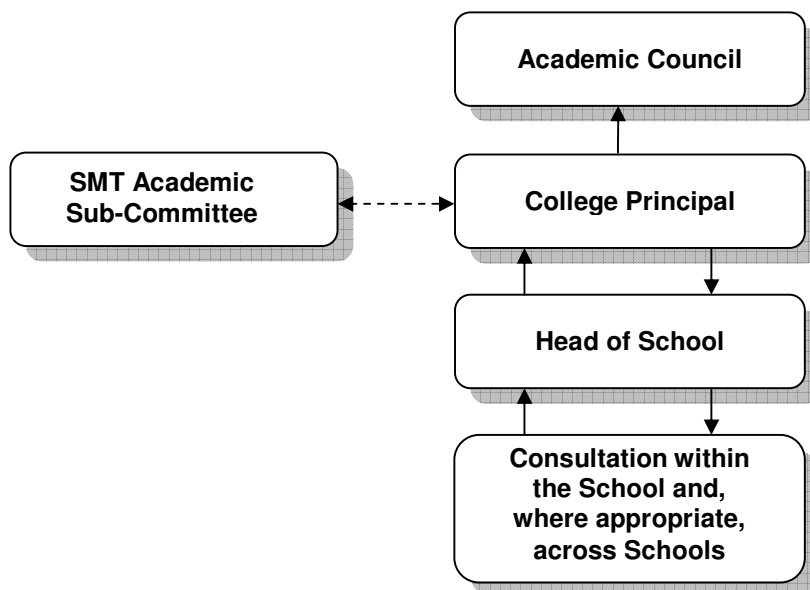 Academic Council
SMT Academic
Sub-Committee
College Principal
Head of School
Consultation within
the School and,
where appropriate,
across Schools